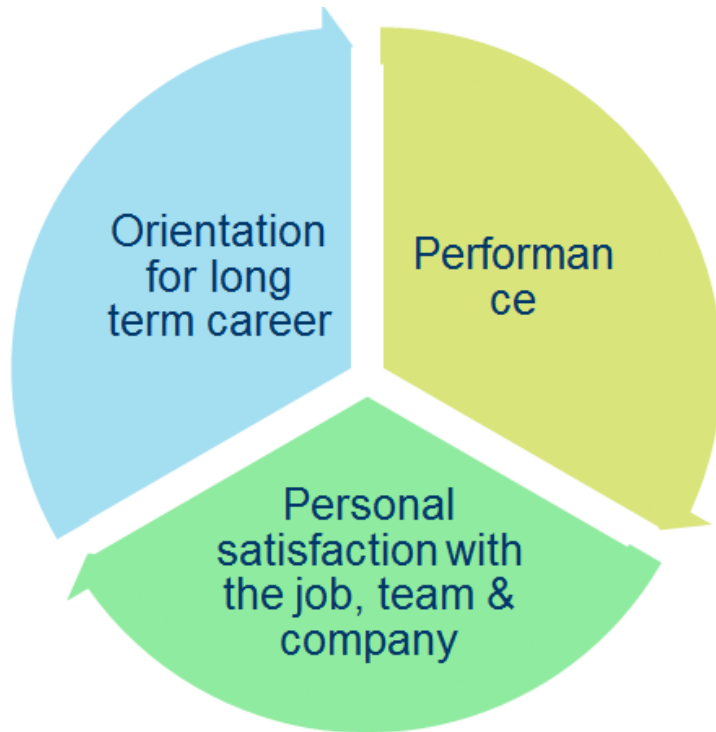 Orientation
for long
term career
Performan
ce
Personal
satisfaction with
the job, team &
company